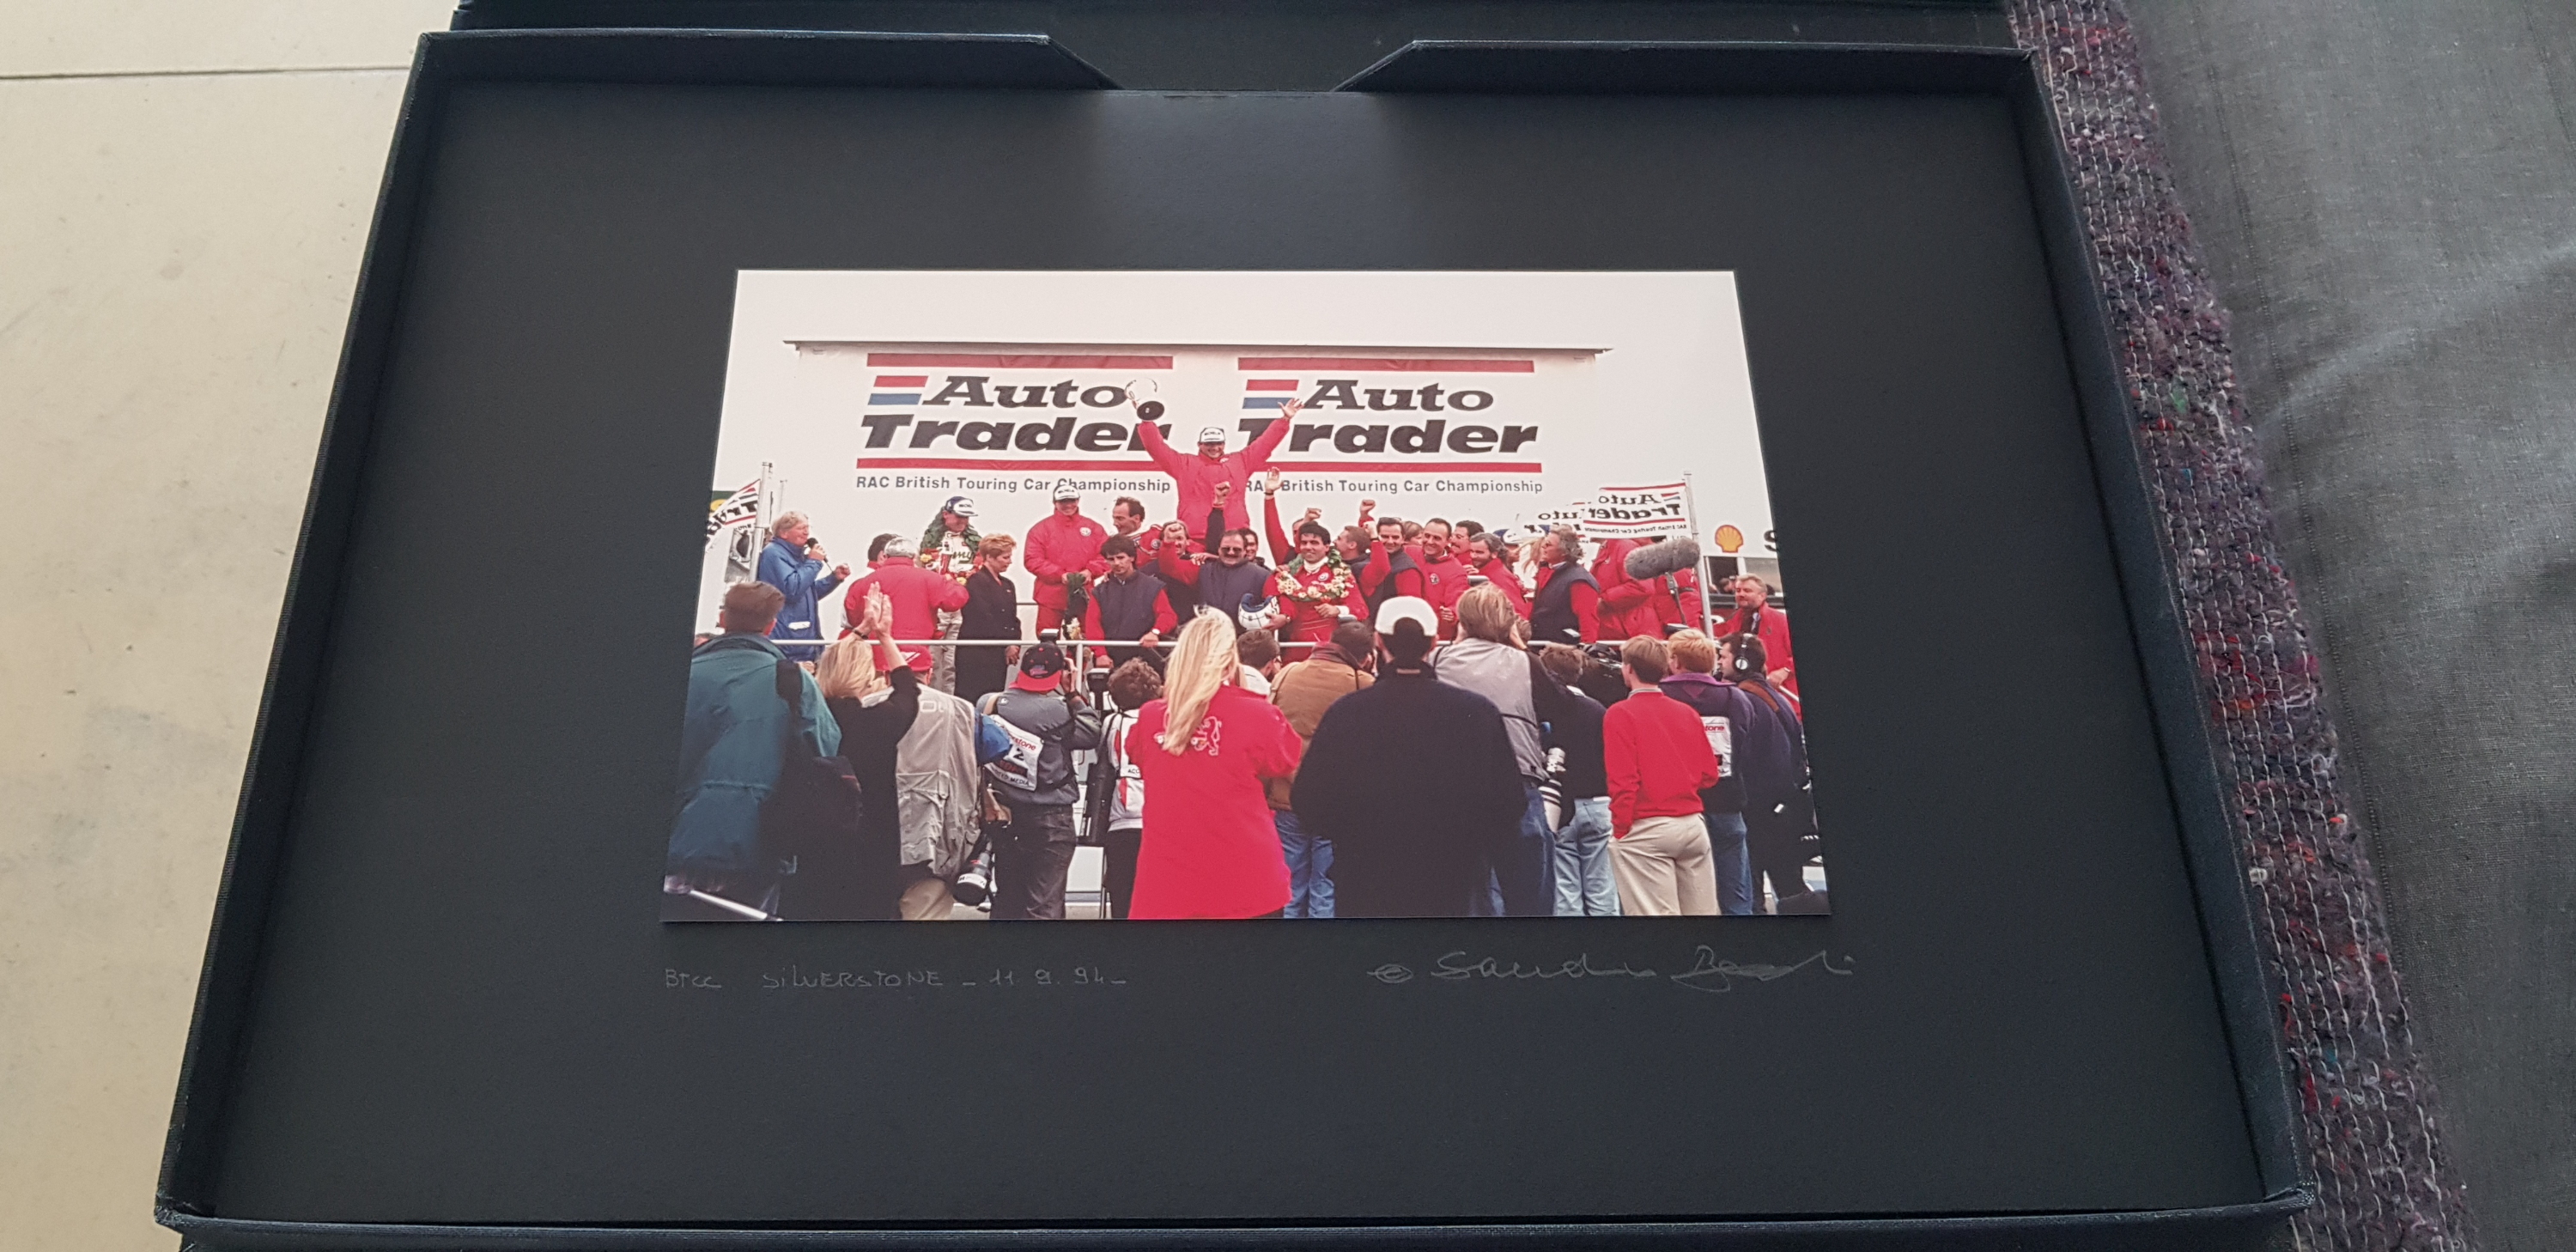 Auto
Trader
RAC British Touring Car Championship
Auto
Trader
RAC British Touring Car Championship
Auto
Trader
BTCC SILVERSTONE - 11.9.94-
© Sandro